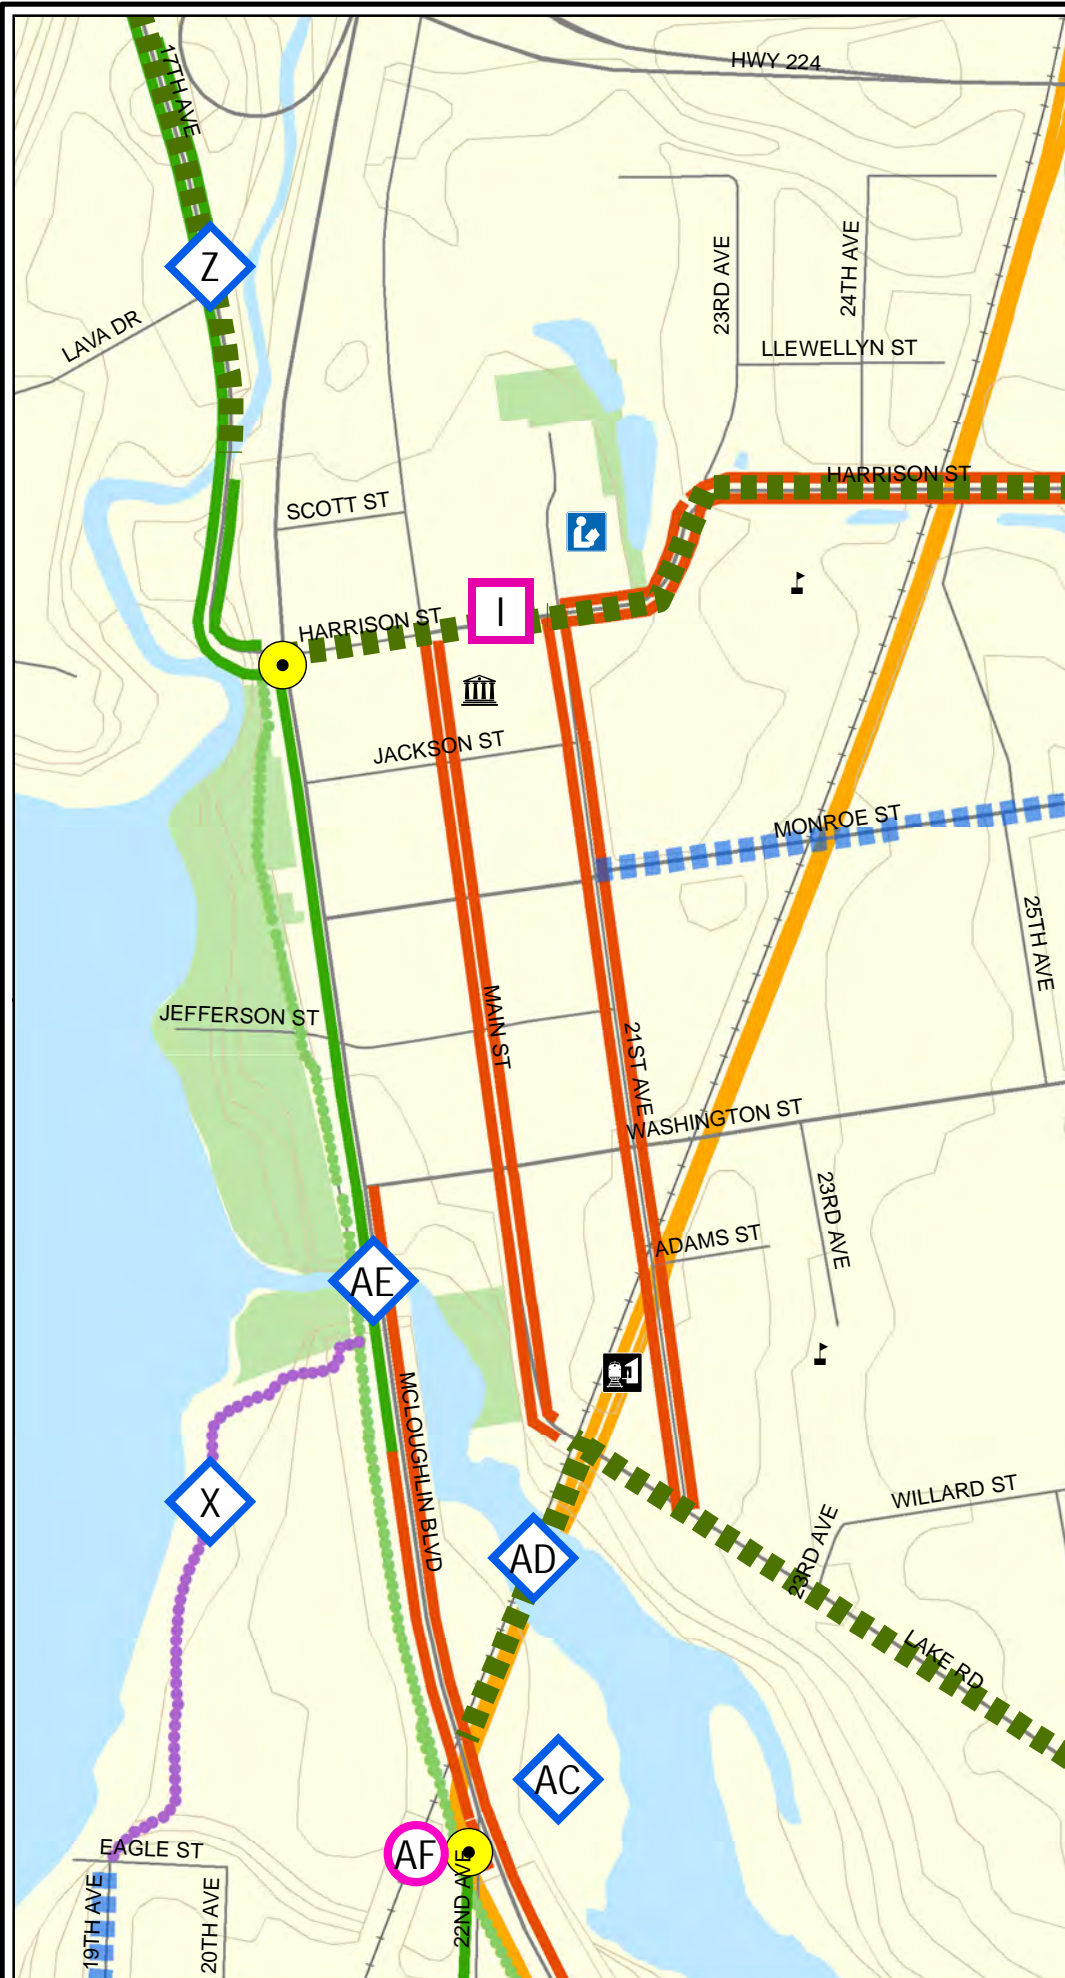 HWY 224
17TH AVE
Z
LAVA DR
23RD AVE
24TH AVE
LLEWELLYN ST
HARRISON ST
SCOTT ST
I
HARRISON ST
JACKSON ST
MONROE ST
25TH AVE
JEFFERSON ST
MAIN ST
21ST AVE
WASHINGTON ST
23RD AVE
ADAMS ST
AE
MCLOUGHLIN BLVD
X
WILLARD ST
23RD AVE
AD
LAKE RD
AC
AF
EAGLE ST
19TH AVE
20TH AVE
22ND AVE